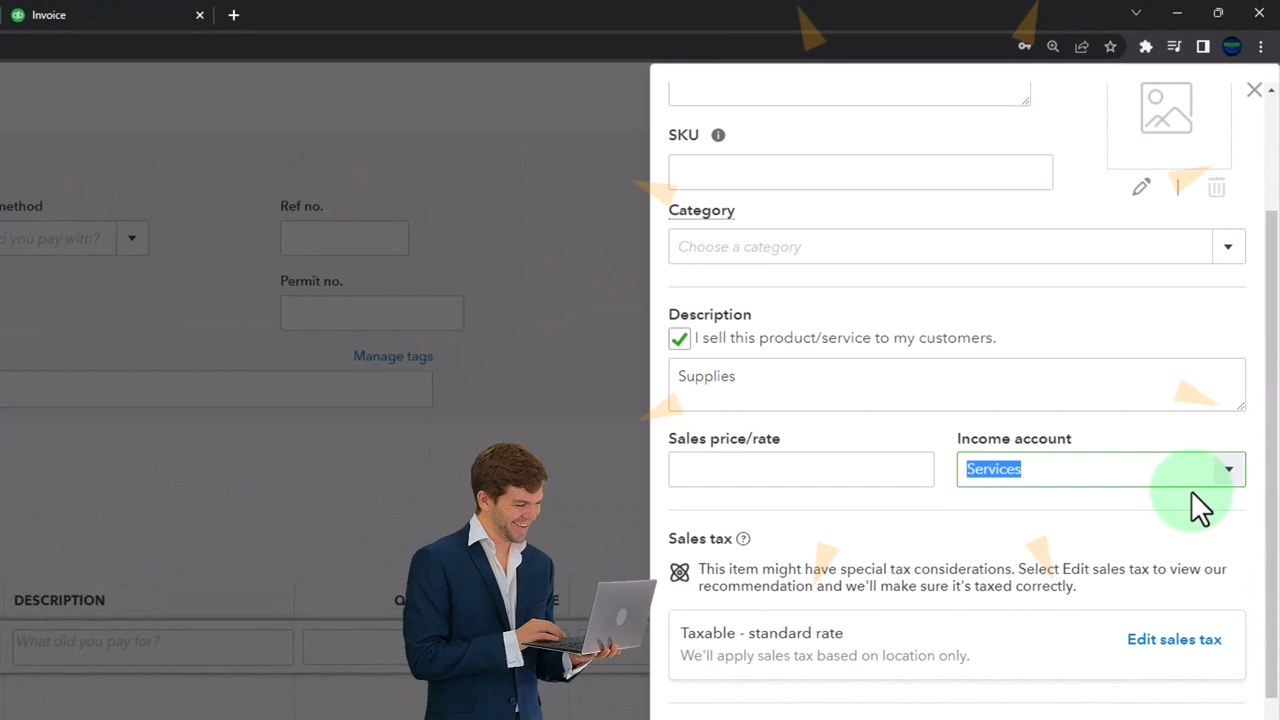 Invoice
SKU
Category
Choose a category
Description
I sell this product/service to my customers.
Supplies
Sales price/rate
Income account
Services
Sales tax
This item might have special tax considerations. Select Edit sales tax to view our
recommendation and we'll make sure it's taxed correctly.
Taxable - standard rate
We'll apply sales tax based on location only.
Edit sales tax
method
Ref no.
d you pay with?
Permit no.
Manage tags
DESCRIPTION
Q
E
What did you pay for?